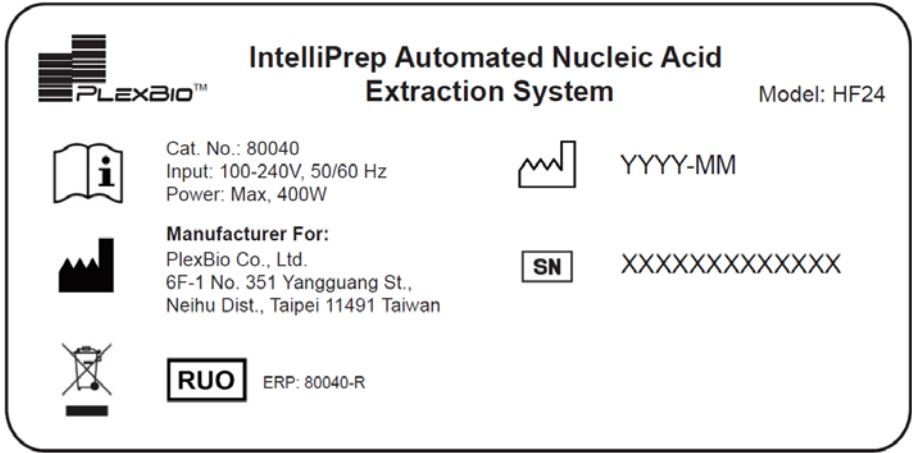 PLEXBIO™
IntelliPrep Automated Nucleic Acid
Extraction System
Model: HF24
i
Cat. No.: 80040
Input: 100-240V, 50/60 Hz
Power: Max, 400W
YYYY-MM
Manufacturer For:
PlexBio Co., Ltd.
6F-1 No. 351 Yangguang St.,
Neihu Dist., Taipei 11491 Taiwan
SN
XXXXXXXXXXXXX
RUO
ERP: 80040-R